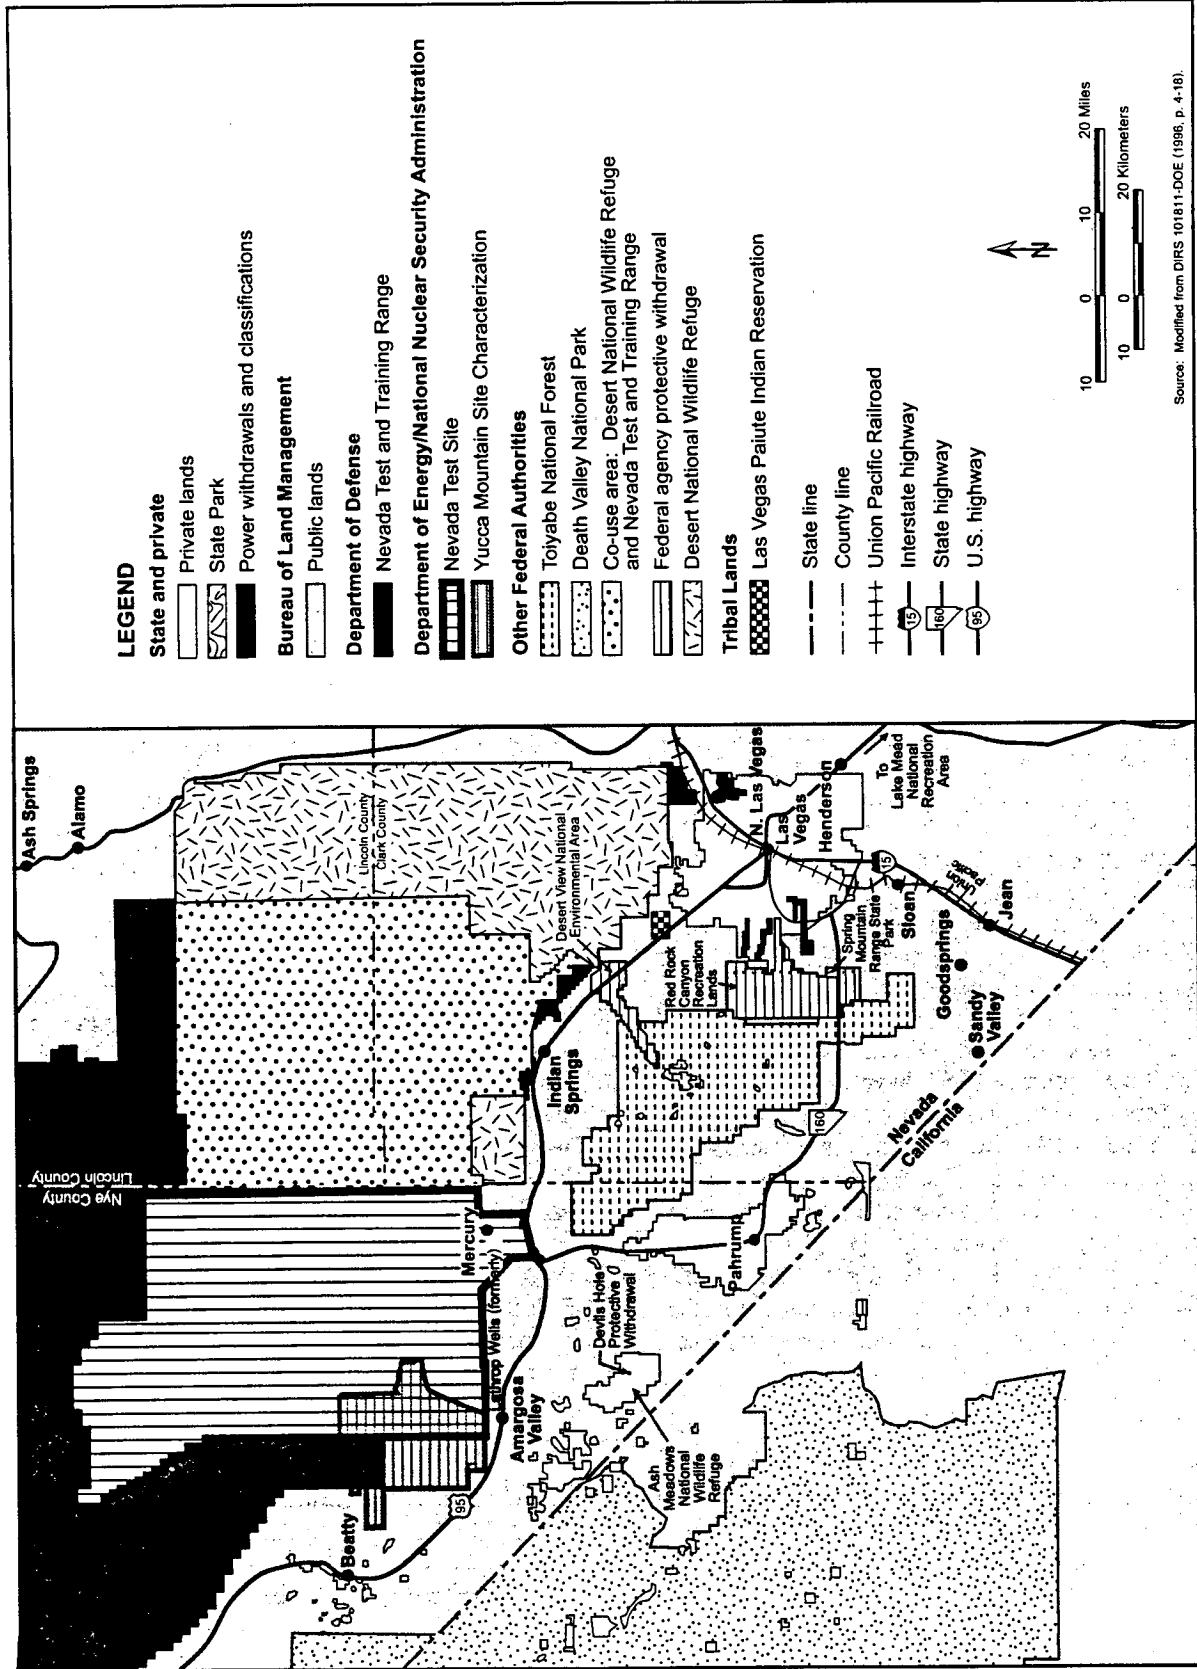 Ash Springs
Alamo
Lincoln County
Clark County
Nye County
Lincoln County
Mercury
Lathrop Wells (formerly)
Amargosa
Valley
Beatty
95
Indian
Springs
Desert View National
Environmental Area
Devils Hole
Protective
Withdrawal
Ash
Meadows
National
Wildlife
Refuge
Pahrump
160
Red Rock
Canyon
Recreation
Lands
Spring
Mountain
Range State
Park
N. Las Vegas
Las
Vegas
Henderson
To
Lake Mead
National
Recreation
Area
15
Sloan
Union
Pacific
Jean
Goodsprings
Sandy
Valley
Nevada
California
LEGEND
State and private
Private lands
State Park
Power withdrawals and classifications
Bureau of Land Management
Public lands
Department of Defense
Nevada Test and Training Range
Department of Energy/National Nuclear Security Administration
Nevada Test Site
Yucca Mountain Site Characterization
Other Federal Authorities
Toiyabe National Forest
Death Valley National Park
Co-use area: Desert National Wildlife Refuge
and Nevada Test and Training Range
Federal agency protective withdrawal
Desert National Wildlife Refuge
Tribal Lands
Las Vegas Paiute Indian Reservation
State line
County line
Union Pacific Railroad
15 Interstate highway
160 State highway
95 U.S. highway
N
10 0 10 20 Miles
10 0 20 Kilometers
Source: Modified from DIRS 101811-DOE (1996, p. 4-18).